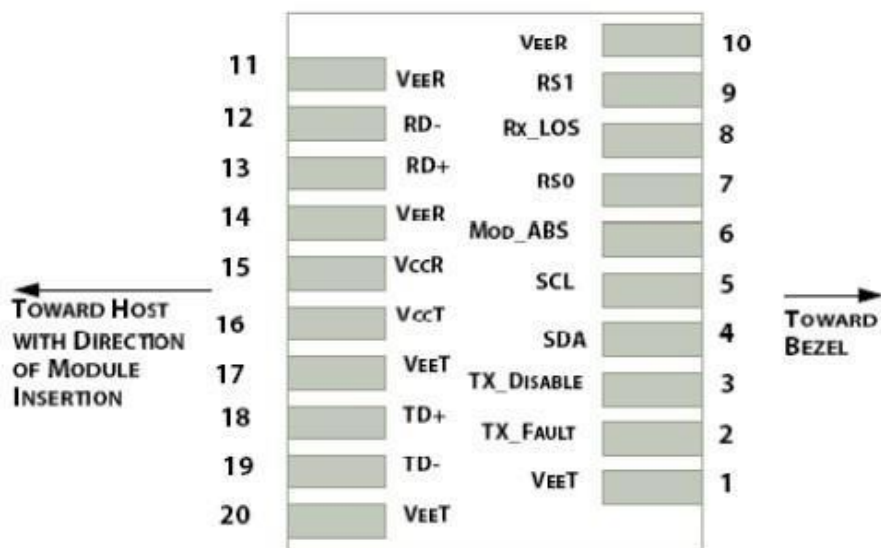 VEER 10
11 VEER RS1 9
12 RD- RX_LOS 8
13 RD+ RS0 7
14 VEER MOD_ABS 6
15 VCCR SCL 5
TOWARD HOST
WITH DIRECTION
OF MODULE
INSERTION
16 VCCT SDA 4
TOWARD
BEZEL
17 VEET TX_DISABLE 3
18 TD+ TX_FAULT 2
19 TD- VEET 1
20 VEET